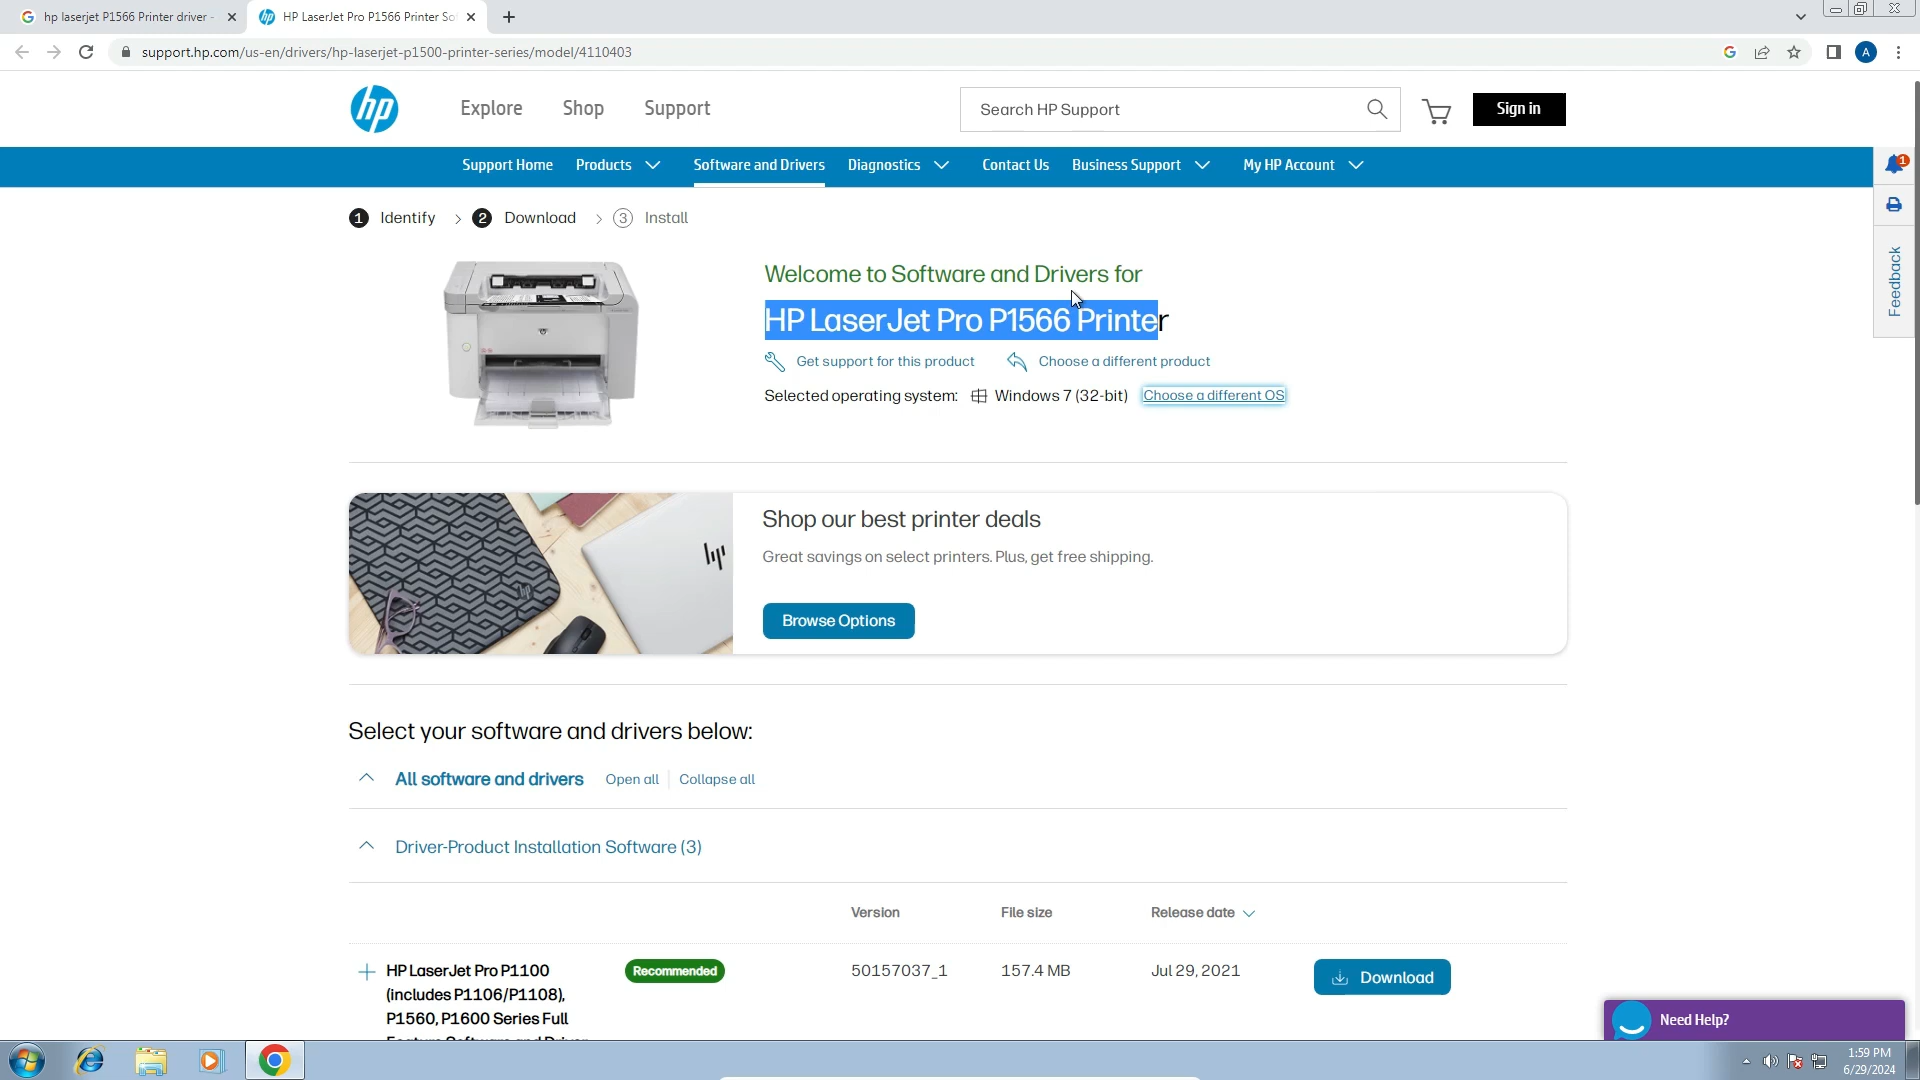 hp laserjet P1566 Printer driver -
HP LaserJet Pro P1566 Printer So
support.hp.com/us-en/drivers/hp-laserjet-p1500-printer-series/model/4110403
A
hp
Explore
Shop
Support
Search HP Support
Sign in
Support Home
Products
Software and Drivers
Diagnostics
Contact Us
Business Support
My HP Account
1
1 Identify > 2 Download > 3 Install
Feedback
Welcome to Software and Drivers for
HP LaserJet Pro P1566 Printer
Get support for this product
Choose a different product
Selected operating system: Windows 7 (32-bit) Choose a different OS
Shop our best printer deals
Great savings on select printers. Plus, get free shipping.
Browse Options
Select your software and drivers below:
All software and drivers Open all Collapse all
Driver-Product Installation Software (3)
Version File size Release date
HP LaserJet Pro P1100 Recommended 50157037_1 157.4 MB Jul 29, 2021 Download
(includes P1106/P1108),
P1560, P1600 Series Full
Feature Software and Driver
Need Help?
1:59 PM
6/29/2024